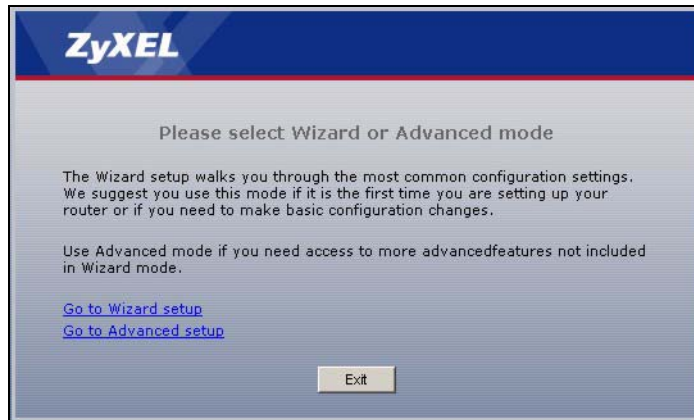 ZyXEL
Please select Wizard or Advanced mode
The Wizard setup walks you through the most common configuration settings.
We suggest you use this mode if it is the first time you are setting up your
router or if you need to make basic configuration changes.
Use Advanced mode if you need access to more advancedfeatures not included
in Wizard mode.
Go to Wizard setup
Go to Advanced setup
Exit